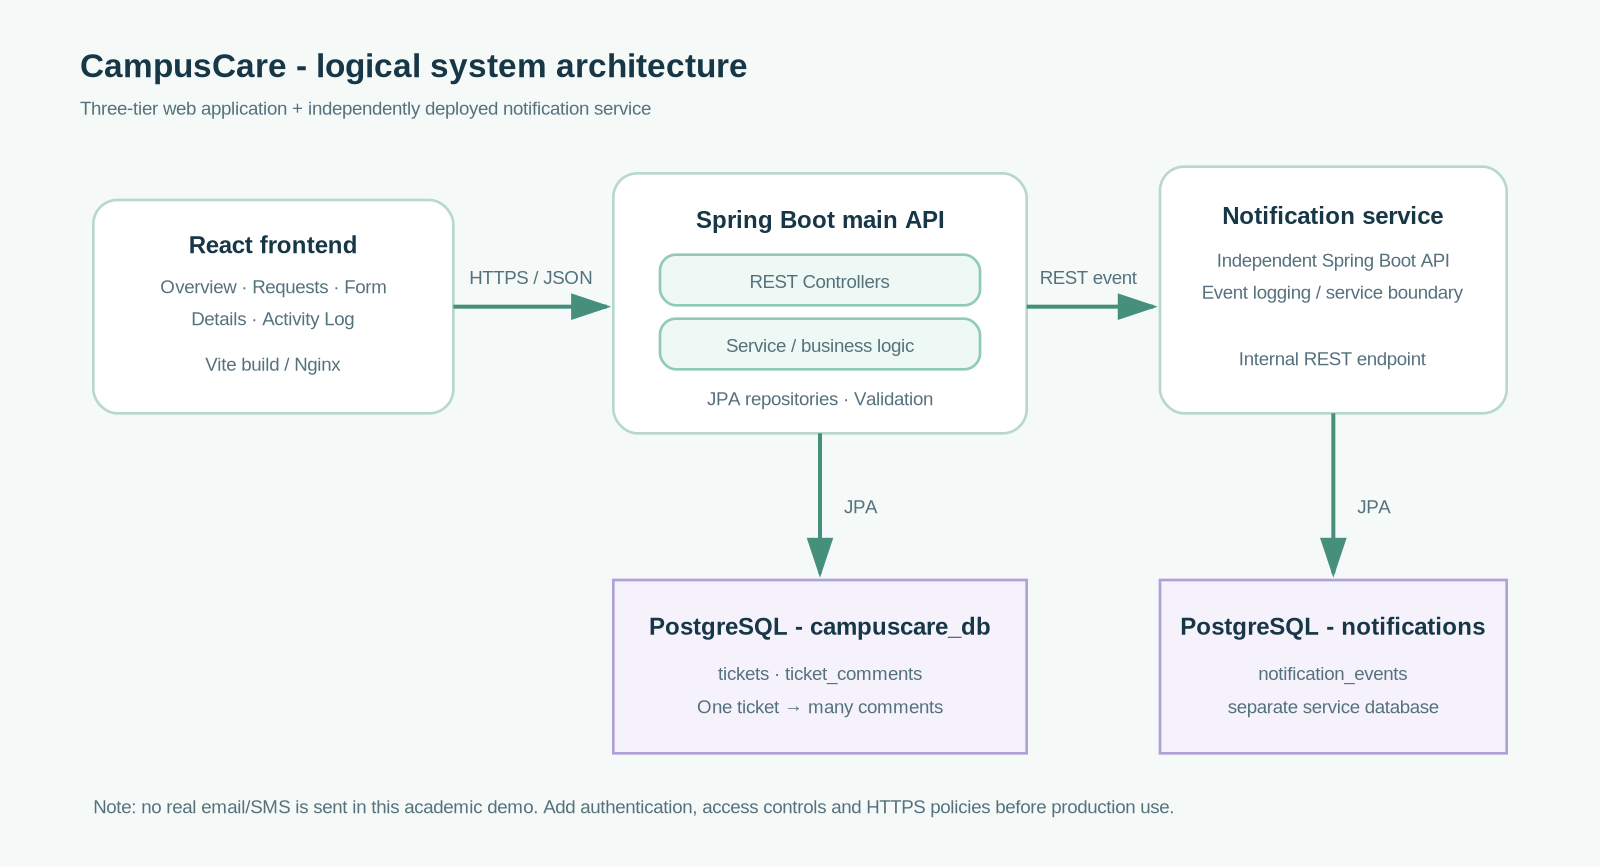 CampusCare - logical system architecture
Three-tier web application + independently deployed notification service
React frontend
Overview · Requests · Form
Details · Activity Log
Vite build / Nginx
HTTPS / JSON
Spring Boot main API
REST Controllers
Service / business logic
JPA repositories · Validation
REST event
Notification service
Independent Spring Boot API
Event logging / service boundary
Internal REST endpoint
JPA
JPA
PostgreSQL - campuscare_db
tickets · ticket_comments
One ticket → many comments
PostgreSQL - notifications
notification_events
separate service database
Note: no real email/SMS is sent in this academic demo. Add authentication, access controls and HTTPS policies before production use.